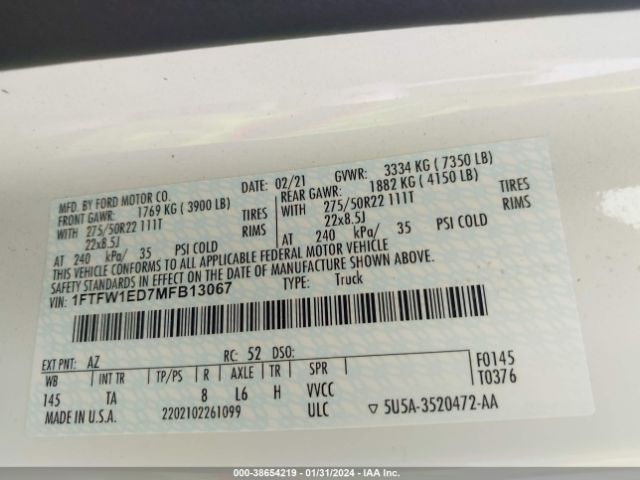 MFD. BY FORD MOTOR CO.
DATE: 02/21 GVWR: 3334 KG ( 7350 LB)
FRONT GAWR: 1769 KG ( 3900 LB) REAR GAWR: 1882 KG ( 4150 LB)
WITH 275/50R22 111T TIRES WITH 275/50R22 111T TIRES
22x8.5J RIMS 22x8.5J RIMS
AT 240 kPa/ 35 PSI COLD AT 240 kPa/ 35 PSI COLD
THIS VEHICLE CONFORMS TO ALL APPLICABLE FEDERAL MOTOR VEHICLE
SAFETY STANDARDS IN EFFECT ON THE DATE OF MANUFACTURE SHOWN ABOVE.
VIN: 1FTFW1ED7MFB13067 TYPE: Truck
EXT PNT: AZ RC: 52 DSO: F0145
WB INT TR TP/PS R AXLE TR SPR T0376
145 TA 8 L6 H VVCC
MADE IN U.S.A. 2202102261099 ULC ▽ 5U5A-3520472-AA
000-38654219 - 01/31/2024 - IAA Inc.